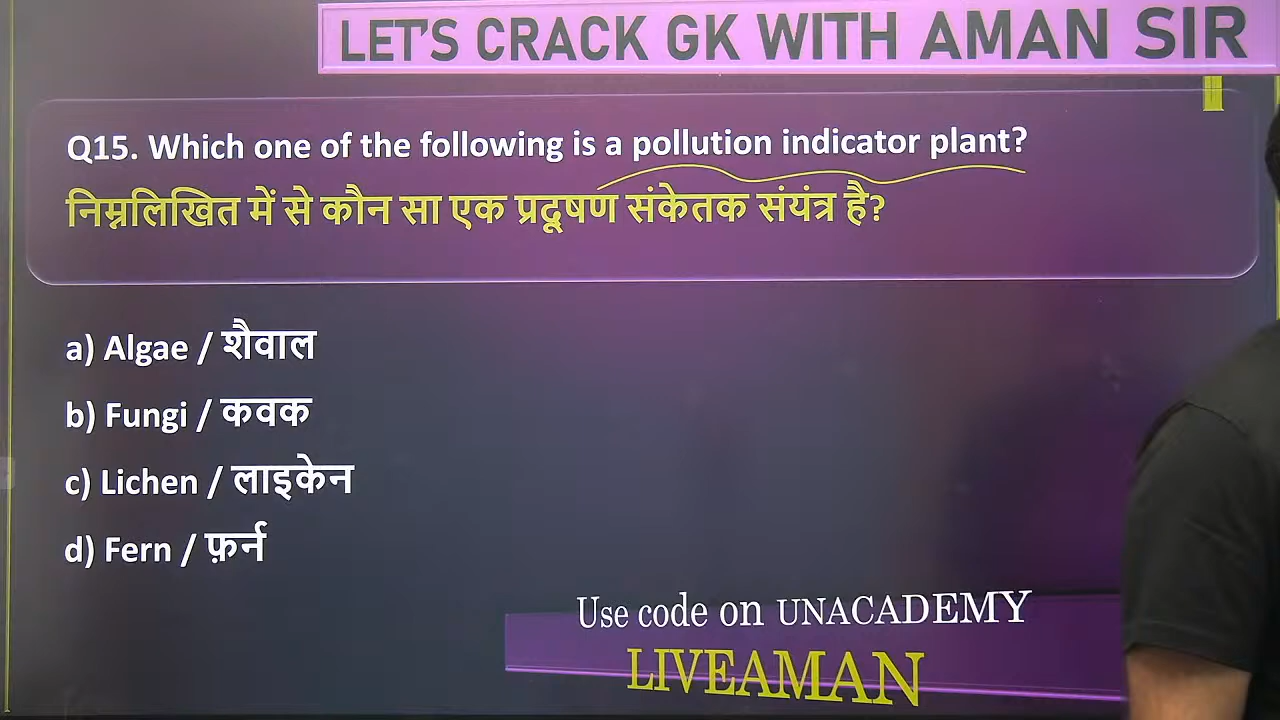 LET'S CRACK GK WITH AMAN SIR
Q15. Which one of the following is a pollution indicator plant?
निम्नलिखित में से कौन सा एक प्रदूषण संकेतक संयंत्र है?
a) Algae / शैवाल
b) Fungi / कवक
c) Lichen / लाइकेन
d) Fern / फ़र्न
Use code on UNACADEMY
LIVEAMAN